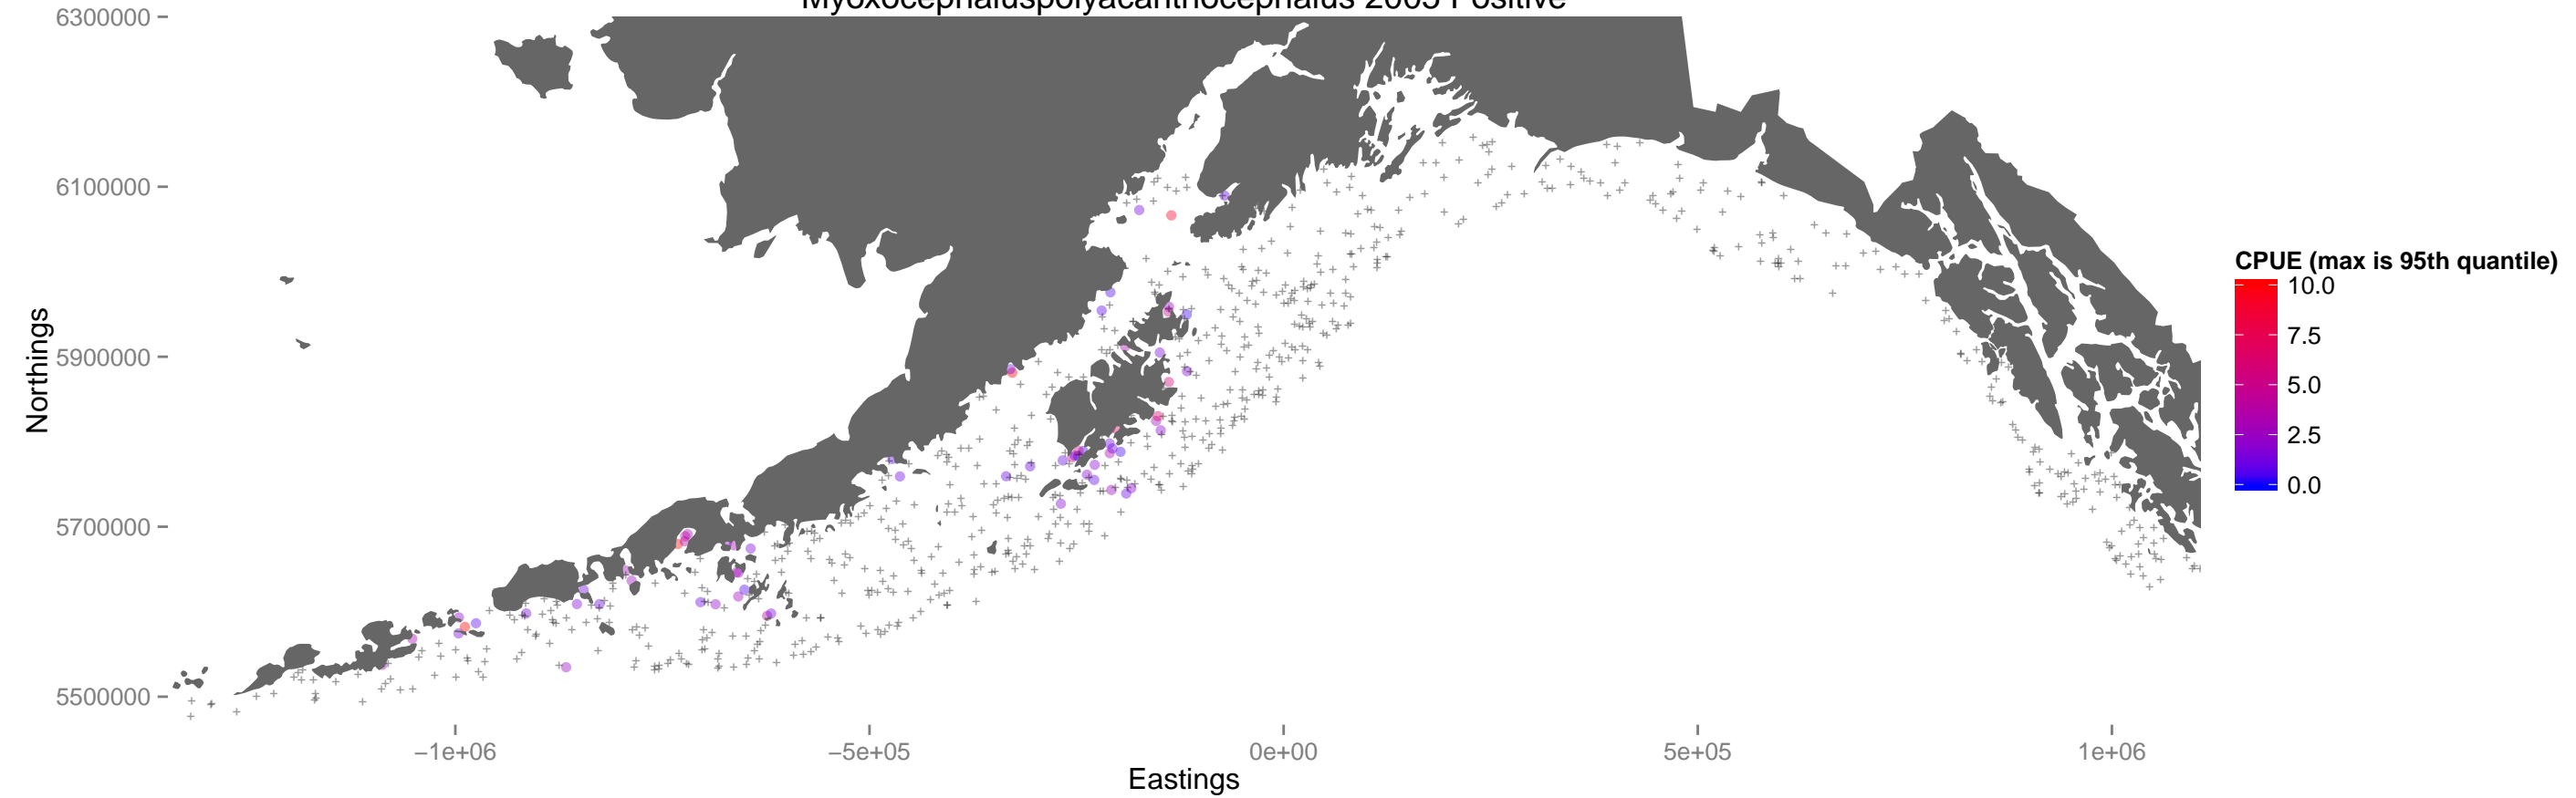 Myoxocephaluspolyacanthocephalus 2005 Positive
6300000
6100000
5900000
5700000
5500000
Northings
−1e+06
−5e+05
0e+00
5e+05
1e+06
Eastings
CPUE (max is 95th quantile)
10.0
7.5
5.0
2.5
0.0